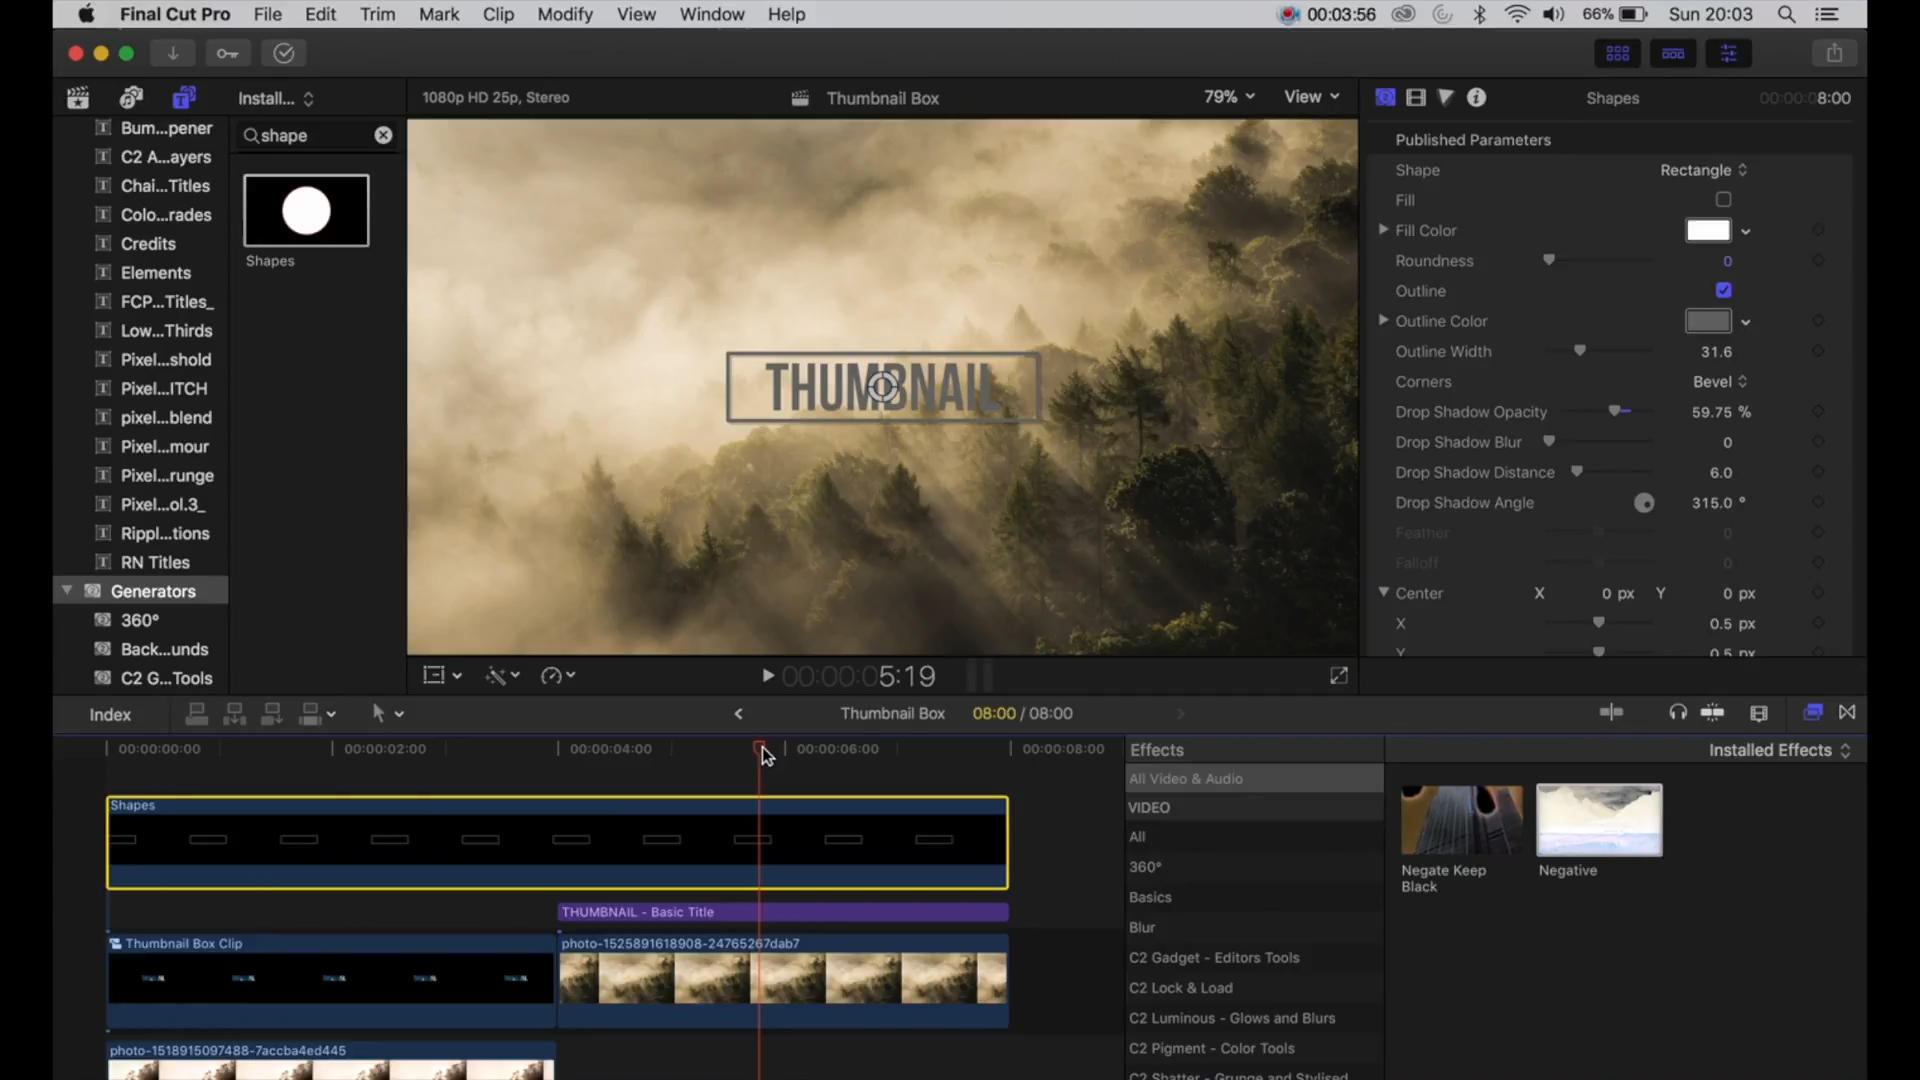 Final Cut Pro File Edit Trim Mark Clip Modify View Window Help 00:03:56 66% Sun 20:03
Install... 1080p HD 25p, Stereo Thumbnail Box 79% View Shapes 00:00:08:00
Bum...pener
C2 A...ayers
Chai...Titles
Colo...rades
Credits
Elements
FCP...Titles_
Low...Thirds
Pixel...shold
Pixel...ITCH
pixel...blend
Pixel...mour
Pixel...runge
Pixel...ol.3_
Rippl...tions
RN Titles
Generators
360°
Back...unds
C2 G...Tools
shape
Shapes
THUMBNAIL
Published Parameters
Shape Rectangle
Fill
Fill Color
Roundness 0
Outline
Outline Color
Outline Width 31.6
Corners Bevel
Drop Shadow Opacity 59.75 %
Drop Shadow Blur 0
Drop Shadow Distance 6.0
Drop Shadow Angle 315.0 °
Feather 0
Falloff 0
Center X 0 px Y 0 px
X 0.5 px
Y 0.5 px
00:00:05:19
Index Thumbnail Box 08:00 / 08:00
00:00:00:00 00:00:02:00 00:00:04:00 00:00:06:00 00:00:08:00
Shapes
THUMBNAIL - Basic Title
Thumbnail Box Clip photo-1525891618908-24765267dab7
photo-1518915097488-7accba4ed445
Effects Installed Effects
All Video & Audio
VIDEO
All
360°
Basics
Blur
C2 Gadget - Editors Tools
C2 Lock & Load
C2 Luminous - Glows and Blurs
C2 Pigment - Color Tools
C2 Shatter - Grunge and Stylised
Negate Keep
Black
Negative